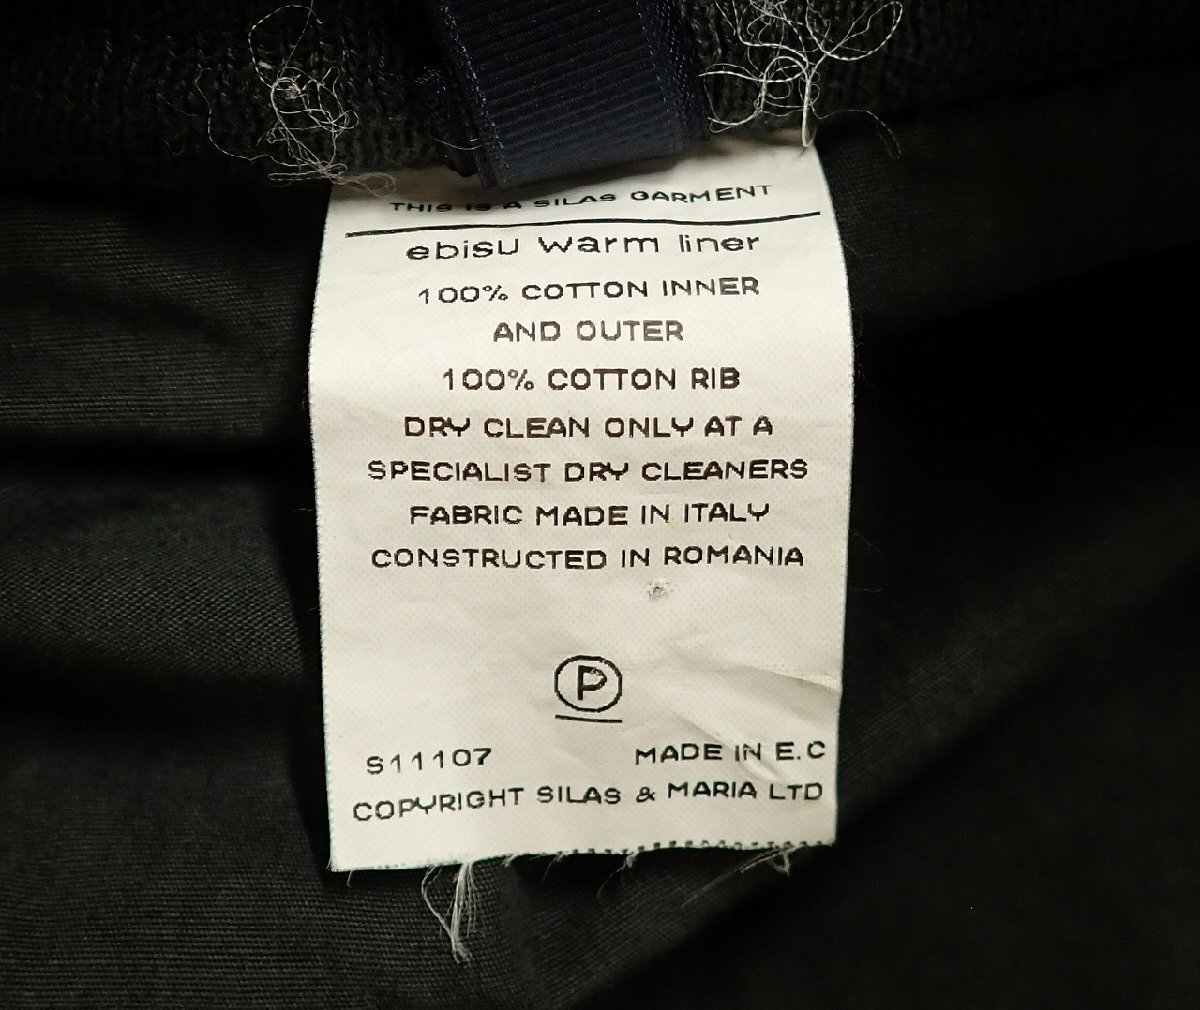 THIS IS A SILAS GARMENT
ebisu warm liner
100% COTTON INNER
AND OUTER
100% COTTON RIB
DRY CLEAN ONLY AT A
SPECIALIST DRY CLEANERS
FABRIC MADE IN ITALY
CONSTRUCTED IN ROMANIA
P
S11107 MADE IN E.C
COPYRIGHT SILAS & MARIA LTD